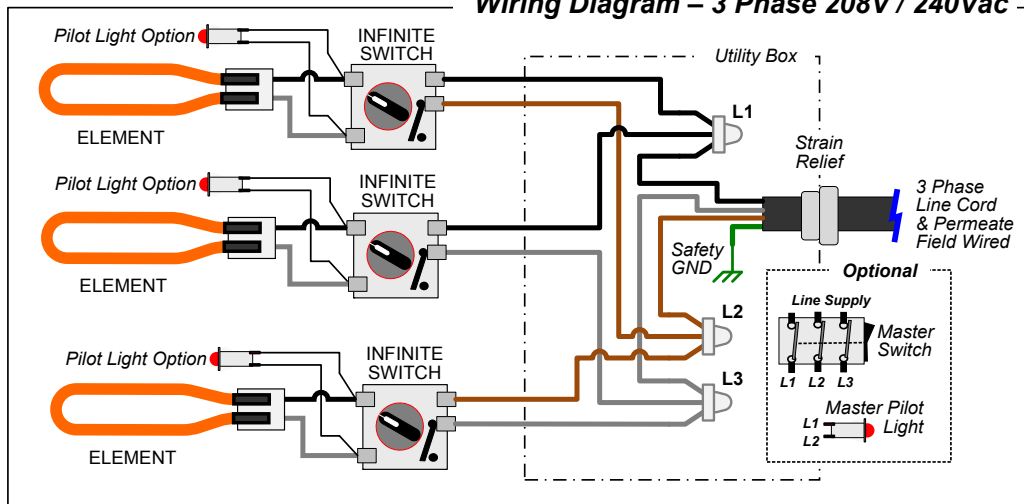 Wiring Diagram – 3 Phase 208V / 240Vac
Pilot Light Option
INFINITE
SWITCH
ELEMENT
Utility Box
L1
Strain
Relief
3 Phase
Line Cord
& Permeate
Field Wired
Pilot Light Option
INFINITE
SWITCH
ELEMENT
Safety
GND
Optional
Line Supply
Master
Switch
L1 L2 L3
Master Pilot
Light
L1
L2
L2
L3
Pilot Light Option
INFINITE
SWITCH
ELEMENT